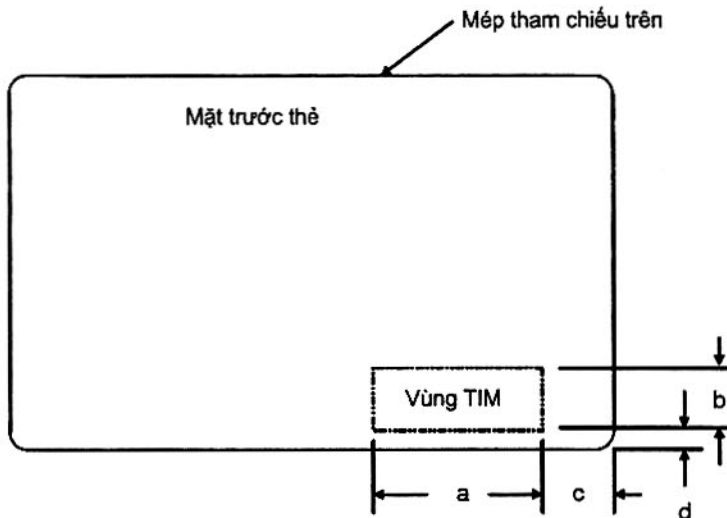 Mép tham chiếu trên
Mặt trước thẻ
Vùng TIM
b
a
c
d